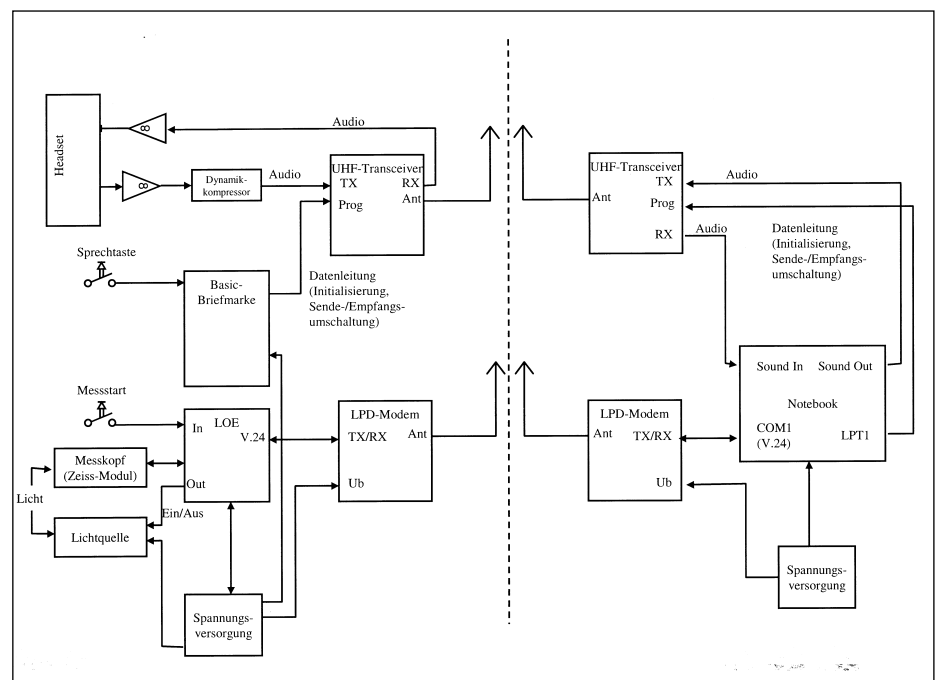 Headset
8
8
Audio
Dynamik-
kompressor
Audio
UHF-Transceiver
TX
RX
Ant
Prog
Sprechtaste
Basic-
Briefmarke
Datenleitung
(Initialisierung,
Sende-/Empfangs-
umschaltung)
Messstart
In
LOE
V.24
Out
Messkopf
(Zeiss-Modul)
Licht
Ein/Aus
Lichtquelle
LPD-Modem
TX/RX
Ant
Ub
Spannungs-
versorgung
UHF-Transceiver
TX
Ant
Prog
RX
Audio
Audio
Datenleitung
(Initialisierung,
Sende-/Empfangs-
umschaltung)
Sound In
Sound Out
Notebook
COM1
(V.24)
LPT1
LPD-Modem
Ant
TX/RX
Ub
Spannungs-
versorgung